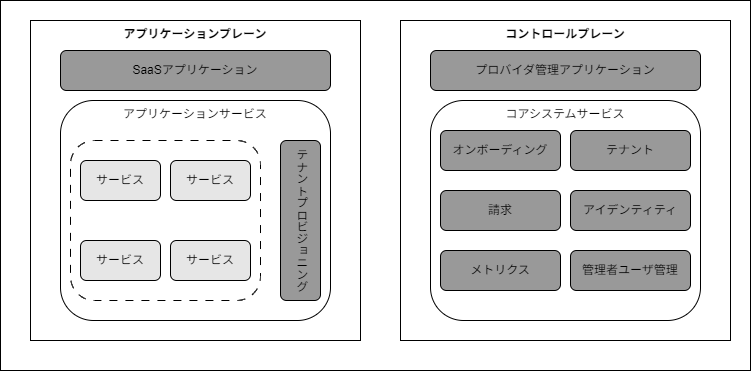 アプリケーションプレーン
SaaSアプリケーション
アプリケーションサービス
サービス
サービス
サービス
サービス
テナントプロビジョニング
コントロールプレーン
プロバイダ管理アプリケーション
コアシステムサービス
オンボーディング
テナント
請求
アイデンティティ
メトリクス
管理者ユーザ管理